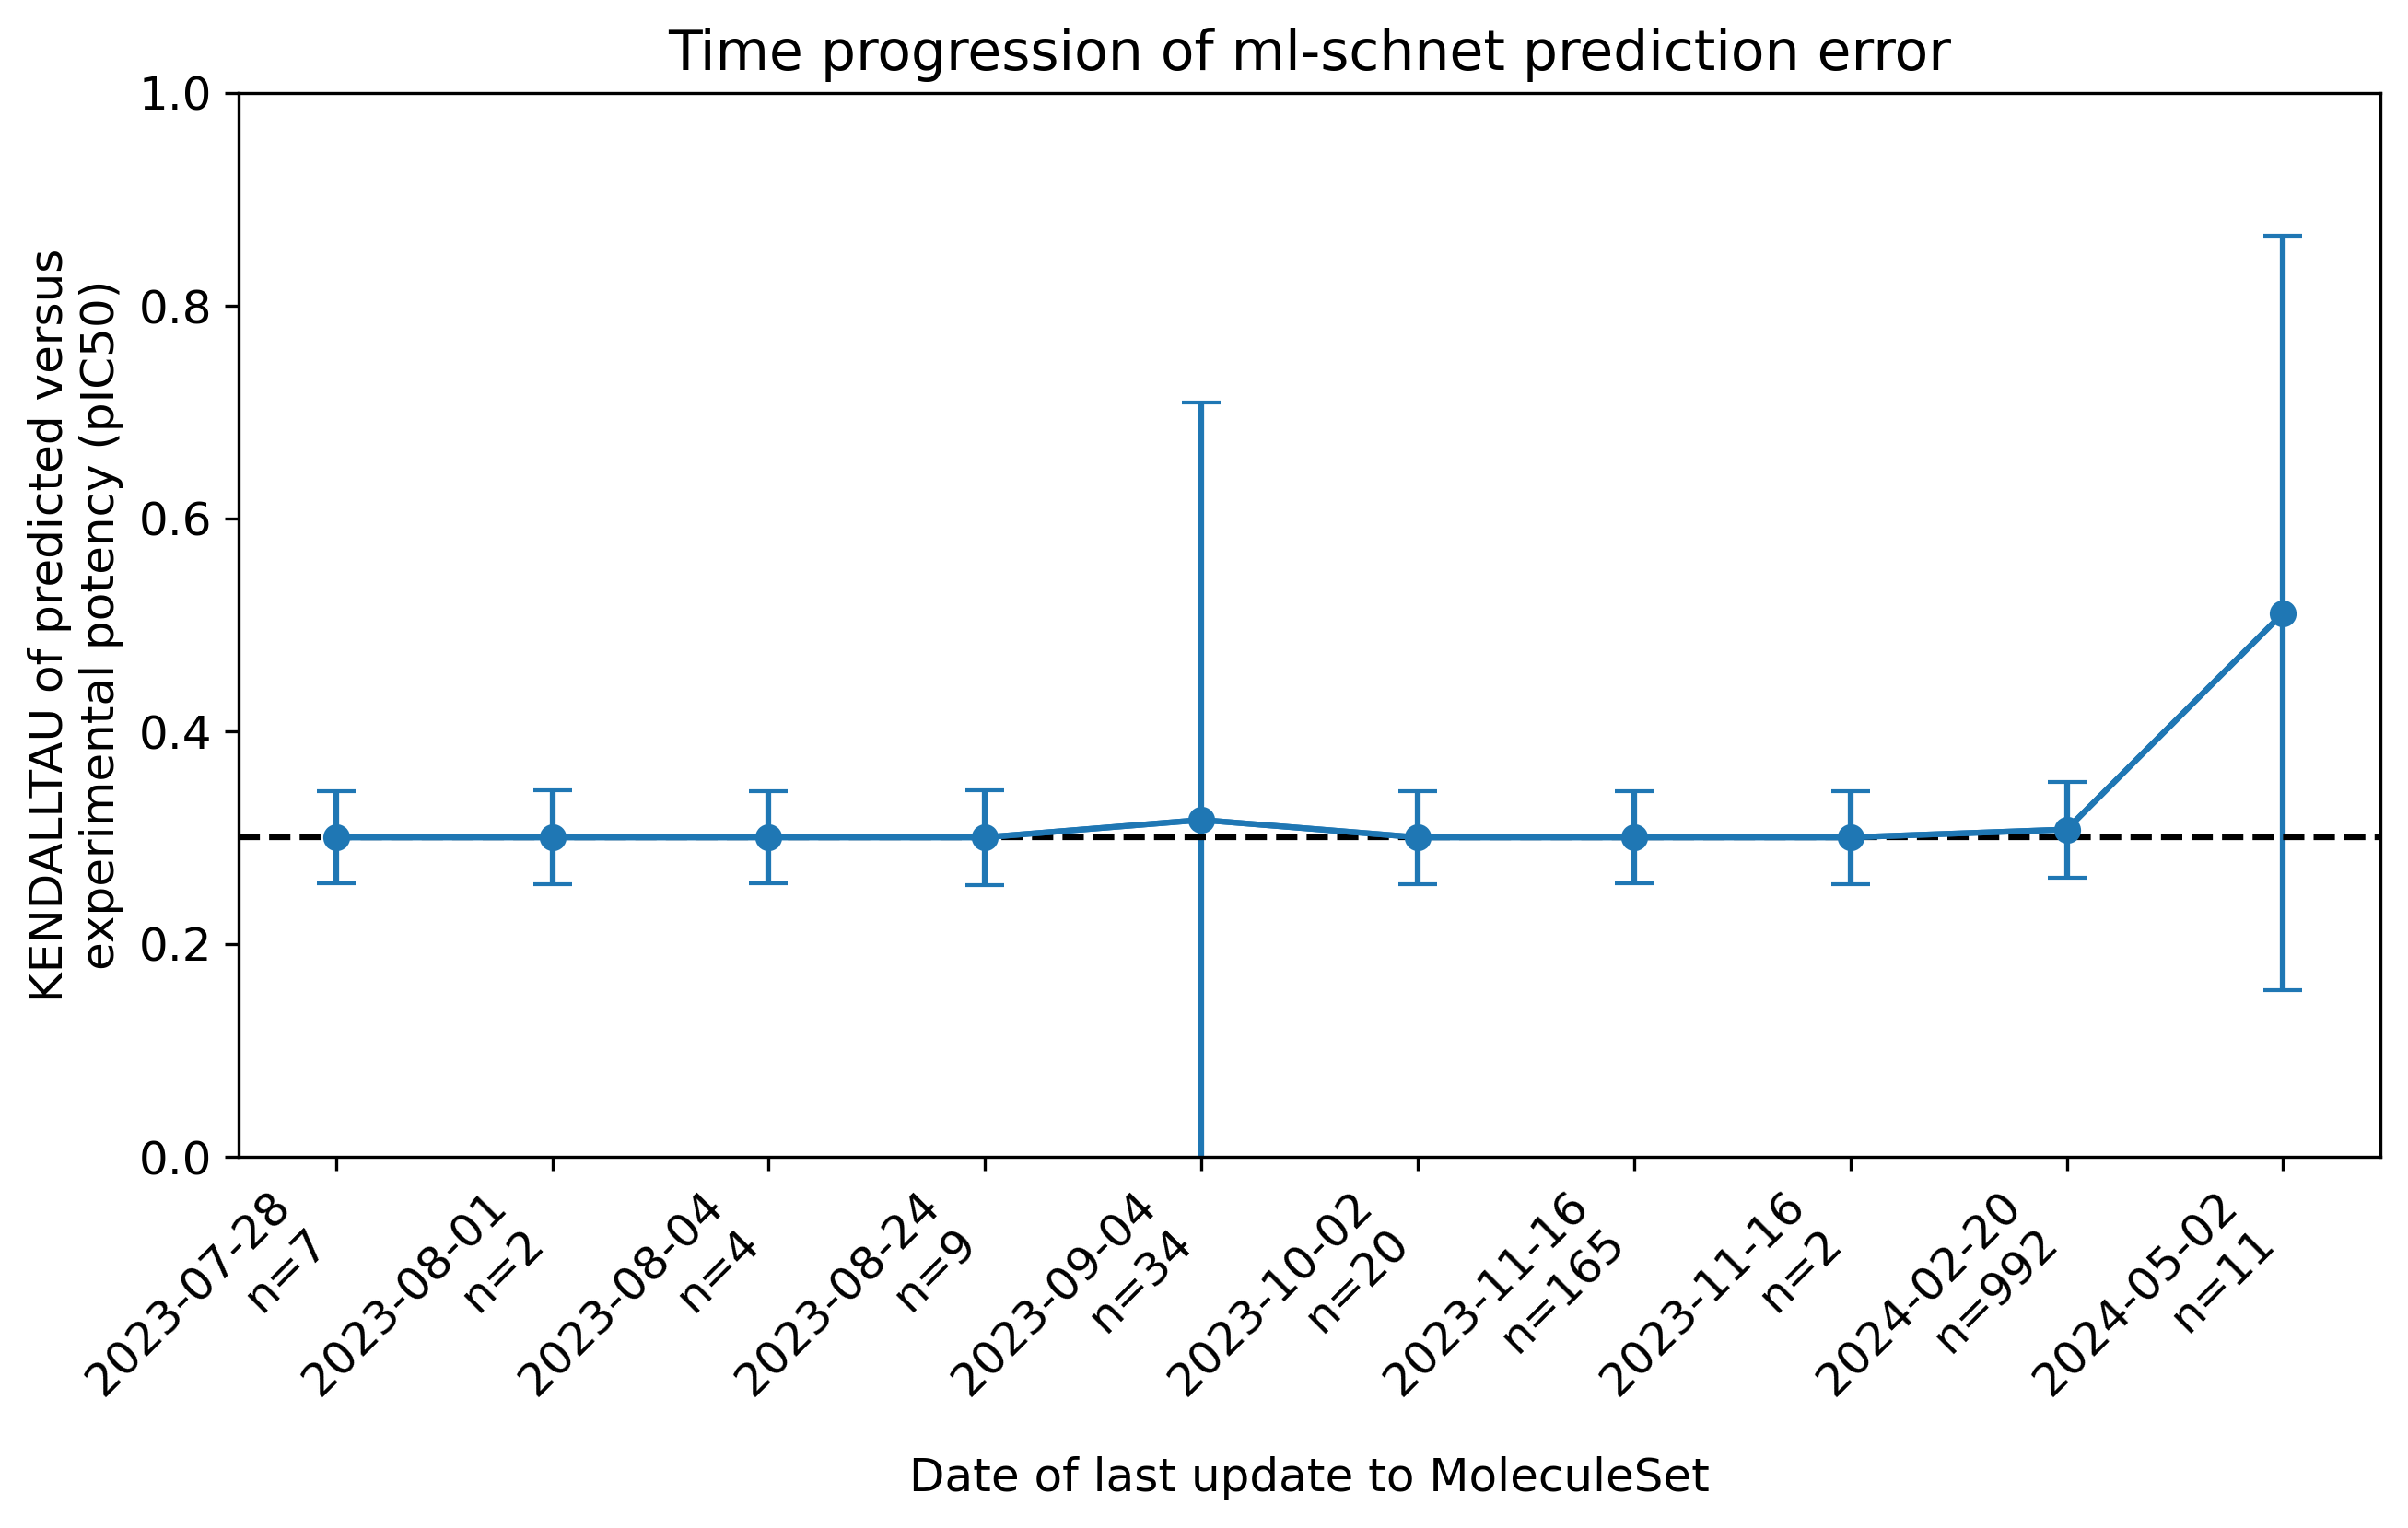 Time progression of ml-schnet prediction error
KENDALLTAU of predicted versus
experimental potency (pIC50)
1.0
0.8
0.6
0.4
0.2
0.0
2023-07-28
n=7
2023-08-01
n=2
2023-08-04
n=4
2023-08-24
n=9
2023-09-04
n=34
2023-10-02
n=20
2023-11-16
n=165
2023-11-16
n=2
2024-02-20
n=992
2024-05-02
n=11
Date of last update to MoleculeSet